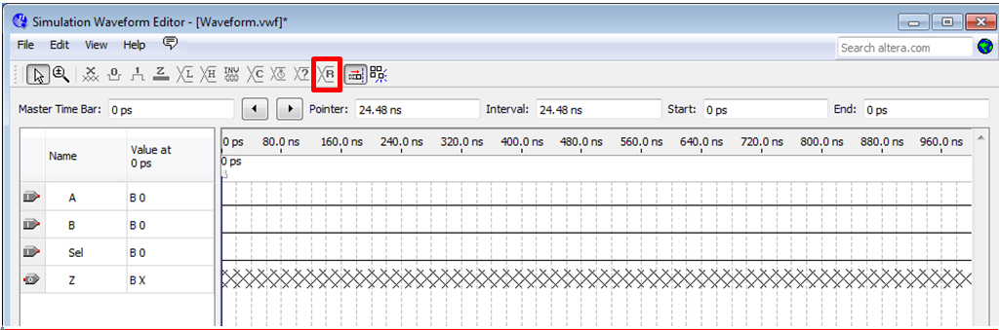 Simulation Waveform Editor - [Waveform.vwf]*
File Edit View Help Search altera.com
X 0 1 Z L H INV C ? R
Master Time Bar: 0 ps Pointer: 24.48 ns Interval: 24.48 ns Start: 0 ps End: 0 ps
Name Value at 0 ps 0 ps 80.0 ns 160.0 ns 240.0 ns 320.0 ns 400.0 ns 480.0 ns 560.0 ns 640.0 ns 720.0 ns 800.0 ns 880.0 ns 960.0 ns
0 ps
A B 0
B B 0
Sel B 0
Z B X